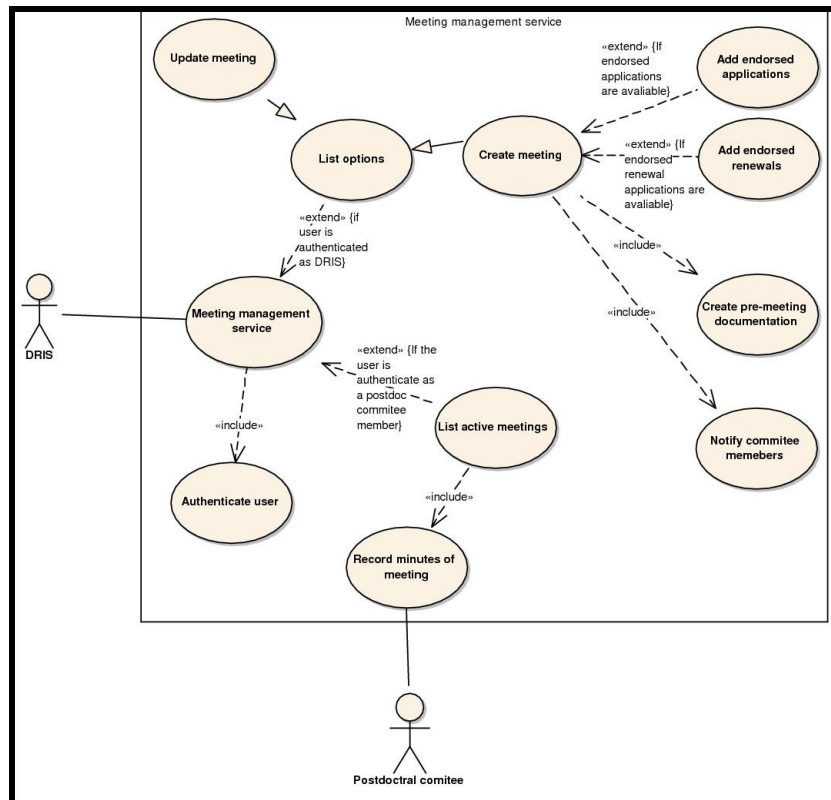 Meeting management service
Update meeting
«extend» {If
endorsed
applications
are avaliable}
Add endorsed
applications
List options
Create meeting
«extend» {If
endorsed
renewal
applications are
avaliable}
Add endorsed
renewals
«extend» {if
user is
authenticated
as DRIS}
«include»
Meeting management
service
Create pre-meeting
documentation
«include»
DRIS
«extend» {If the
user is
authenticate as
a postdoc
commitee
member}
«include»
List active meetings
Notify commitee
memebers
Authenticate user
«include»
Record minutes of
meeting
Postdoctral comitee